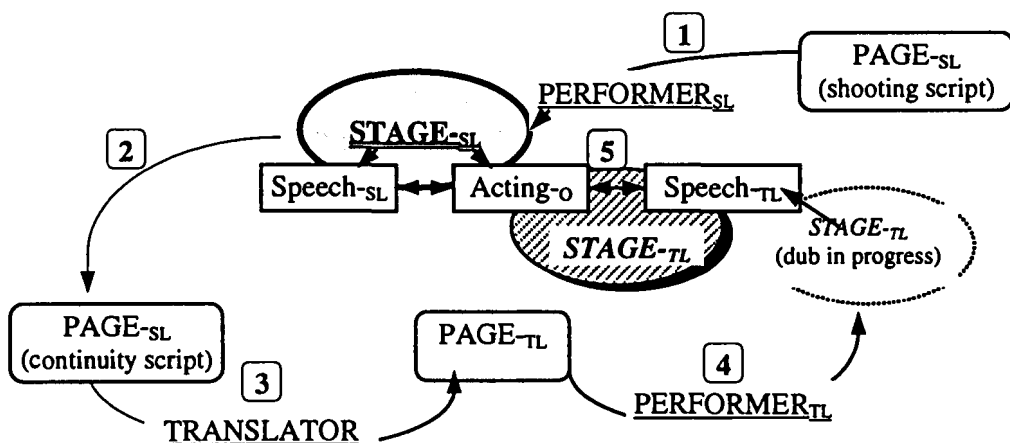 1
PAGE-SL
(shooting script)
PERFORMERSL
STAGE-SL
2
5
Speech-SL
Acting-O
Speech-TL
STAGE-TL
(dub in progress)
STAGE-TL
PAGE-SL
(continuity script)
PAGE-TL
3
4
TRANSLATOR
PERFORMERTL